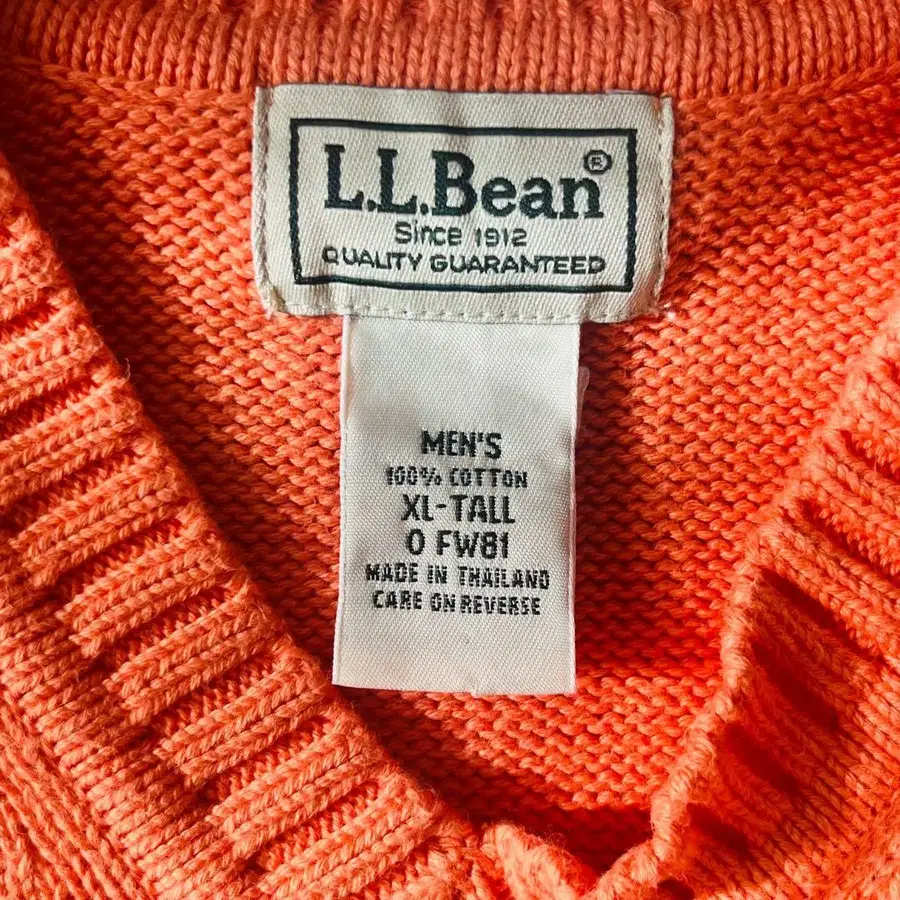 L.L.Bean®
Since 1912
QUALITY GUARANTEED
MEN'S
100% COTTON
XL-TALL
0 FW81
MADE IN THAILAND
CARE ON REVERSE